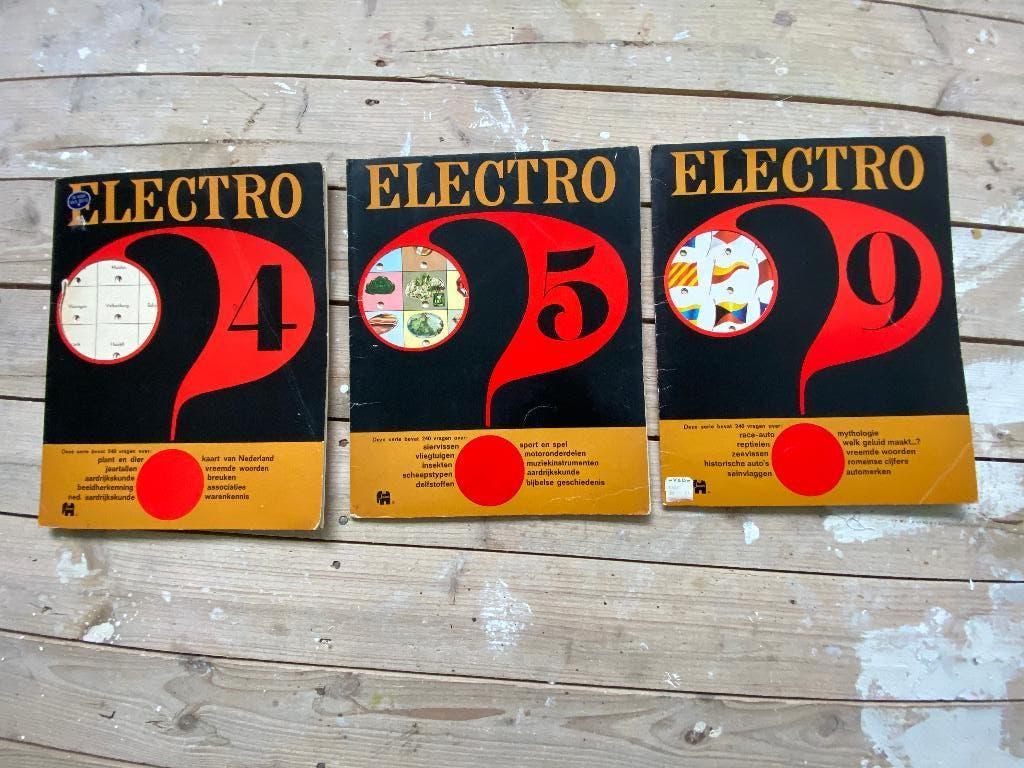 ELECTRO
4
Deze serie bevat 240 vragen over:
plant en dier
jaartallen
aardrijkskunde
beeldherkenning
ned. aardrijkskunde
kaart van Nederland
vreemde woorden
breuken
associaties
warenkennis
ELECTRO
5
Deze serie bevat 240 vragen over:
siervissen
vliegtuigen
insekten
scheepstypen
delfstoffen
sport en spel
motoronderdelen
muziekinstrumenten
aardrijkskunde
bijbelse geschiedenis
ELECTRO
9
Deze serie bevat 240 vragen over:
race-auto
reptielen
zeevissen
historische auto's
seinvlaggen
mythologie
welk geluid maakt...?
vreemde woorden
romeinse cijfers
automerken